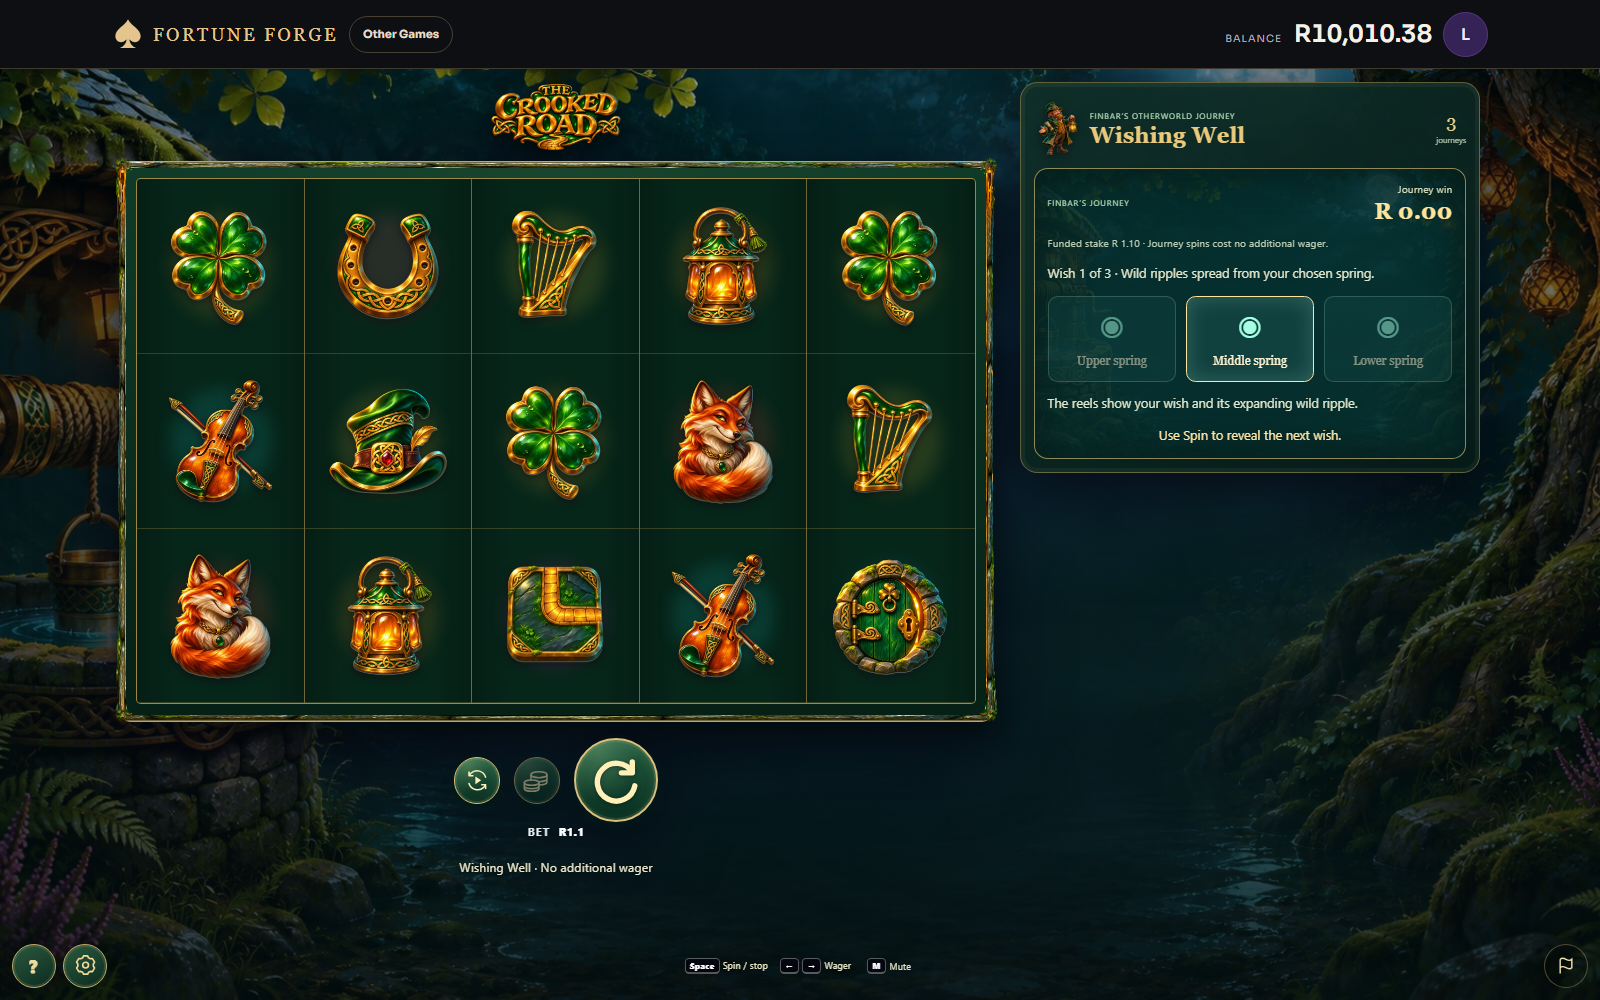 FORTUNE FORGE
Other Games
BALANCE R10,010.38
L
THE
CROOKED
ROAD
FINBAR'S OTHERWORLD JOURNEY
Wishing Well
3
journeys
FINBAR'S JOURNEY
Journey win
R 0.00
Funded stake R 1.10 · Journey spins cost no additional wager.
Wish 1 of 3 · Wild ripples spread from your chosen spring.
Upper spring
Middle spring
Lower spring
The reels show your wish and its expanding wild ripple.
Use Spin to reveal the next wish.
BET R1.1
Wishing Well · No additional wager
?
Space Spin / stop ← → Wager M Mute